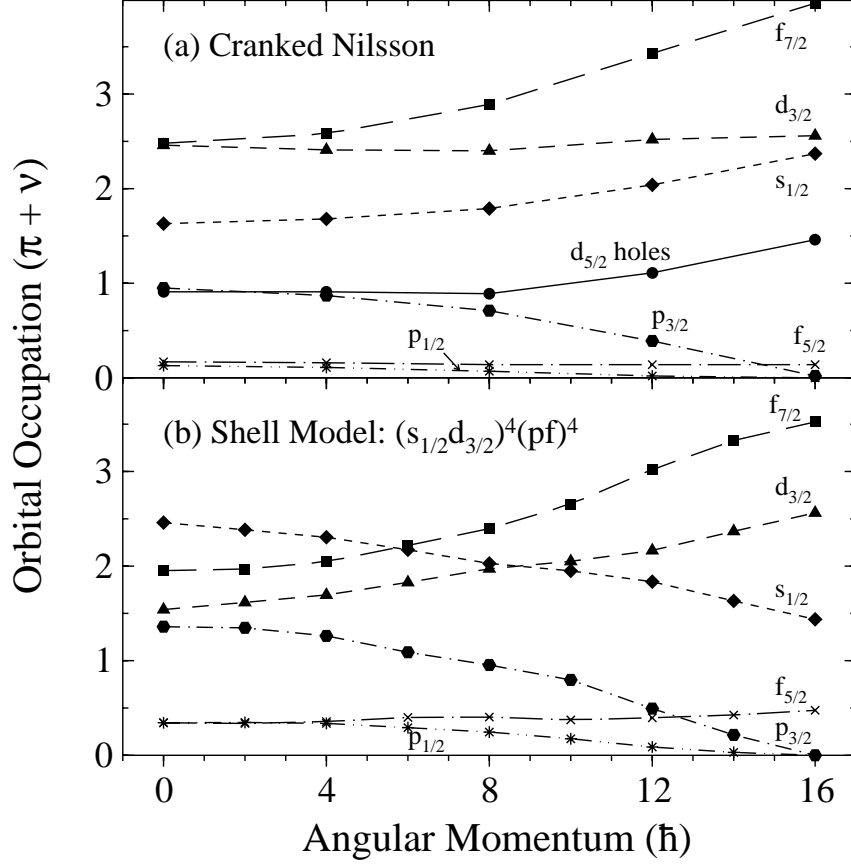 (a) Cranked Nilsson
f7/2
d3/2
s1/2
d5/2 holes
p3/2
p1/2
f5/2
3
2
1
0
(b) Shell Model: (s1/2d3/2)⁴(pf)⁴
f7/2
d3/2
s1/2
f5/2
p1/2
p3/2
3
2
1
0
0 4 8 12 16
Angular Momentum (ħ)
Orbital Occupation (π + ν)